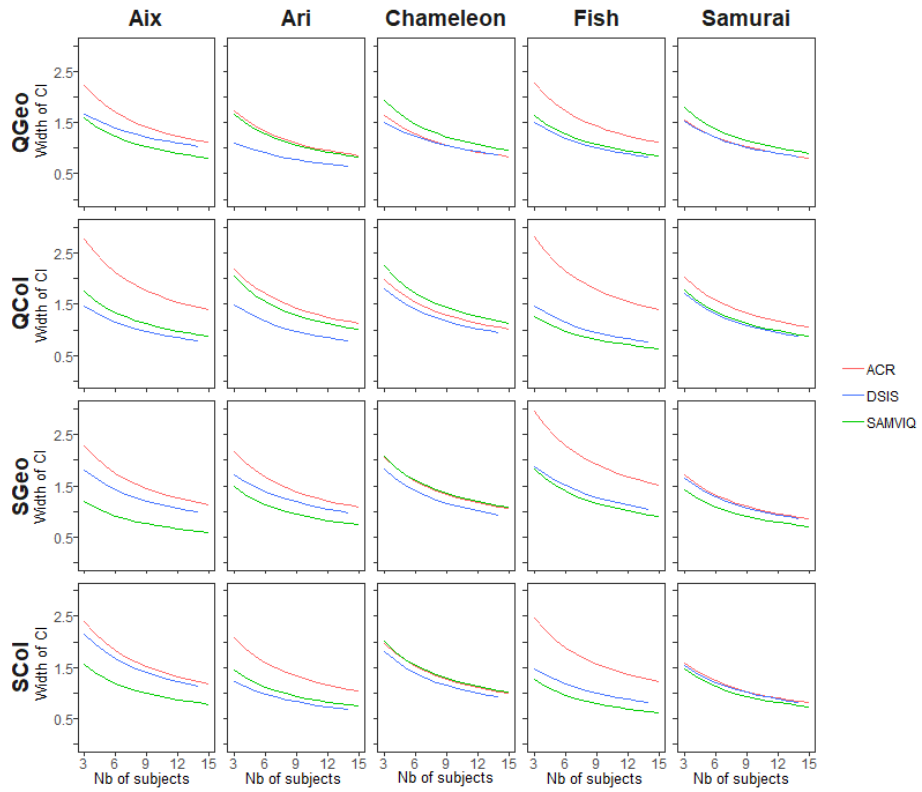 Aix Ari Chameleon Fish Samurai
QGeo
Width of CI
2.5
1.5
0.5
QCol
Width of CI
2.5
1.5
0.5
ACR
DSIS
SAMVIQ
SGeo
Width of CI
2.5
1.5
0.5
SCol
Width of CI
2.5
1.5
0.5
3 6 9 12 15 3 6 9 12 15 3 6 9 12 15 3 6 9 12 15 3 6 9 12 15
Nb of subjects Nb of subjects Nb of subjects Nb of subjects Nb of subjects